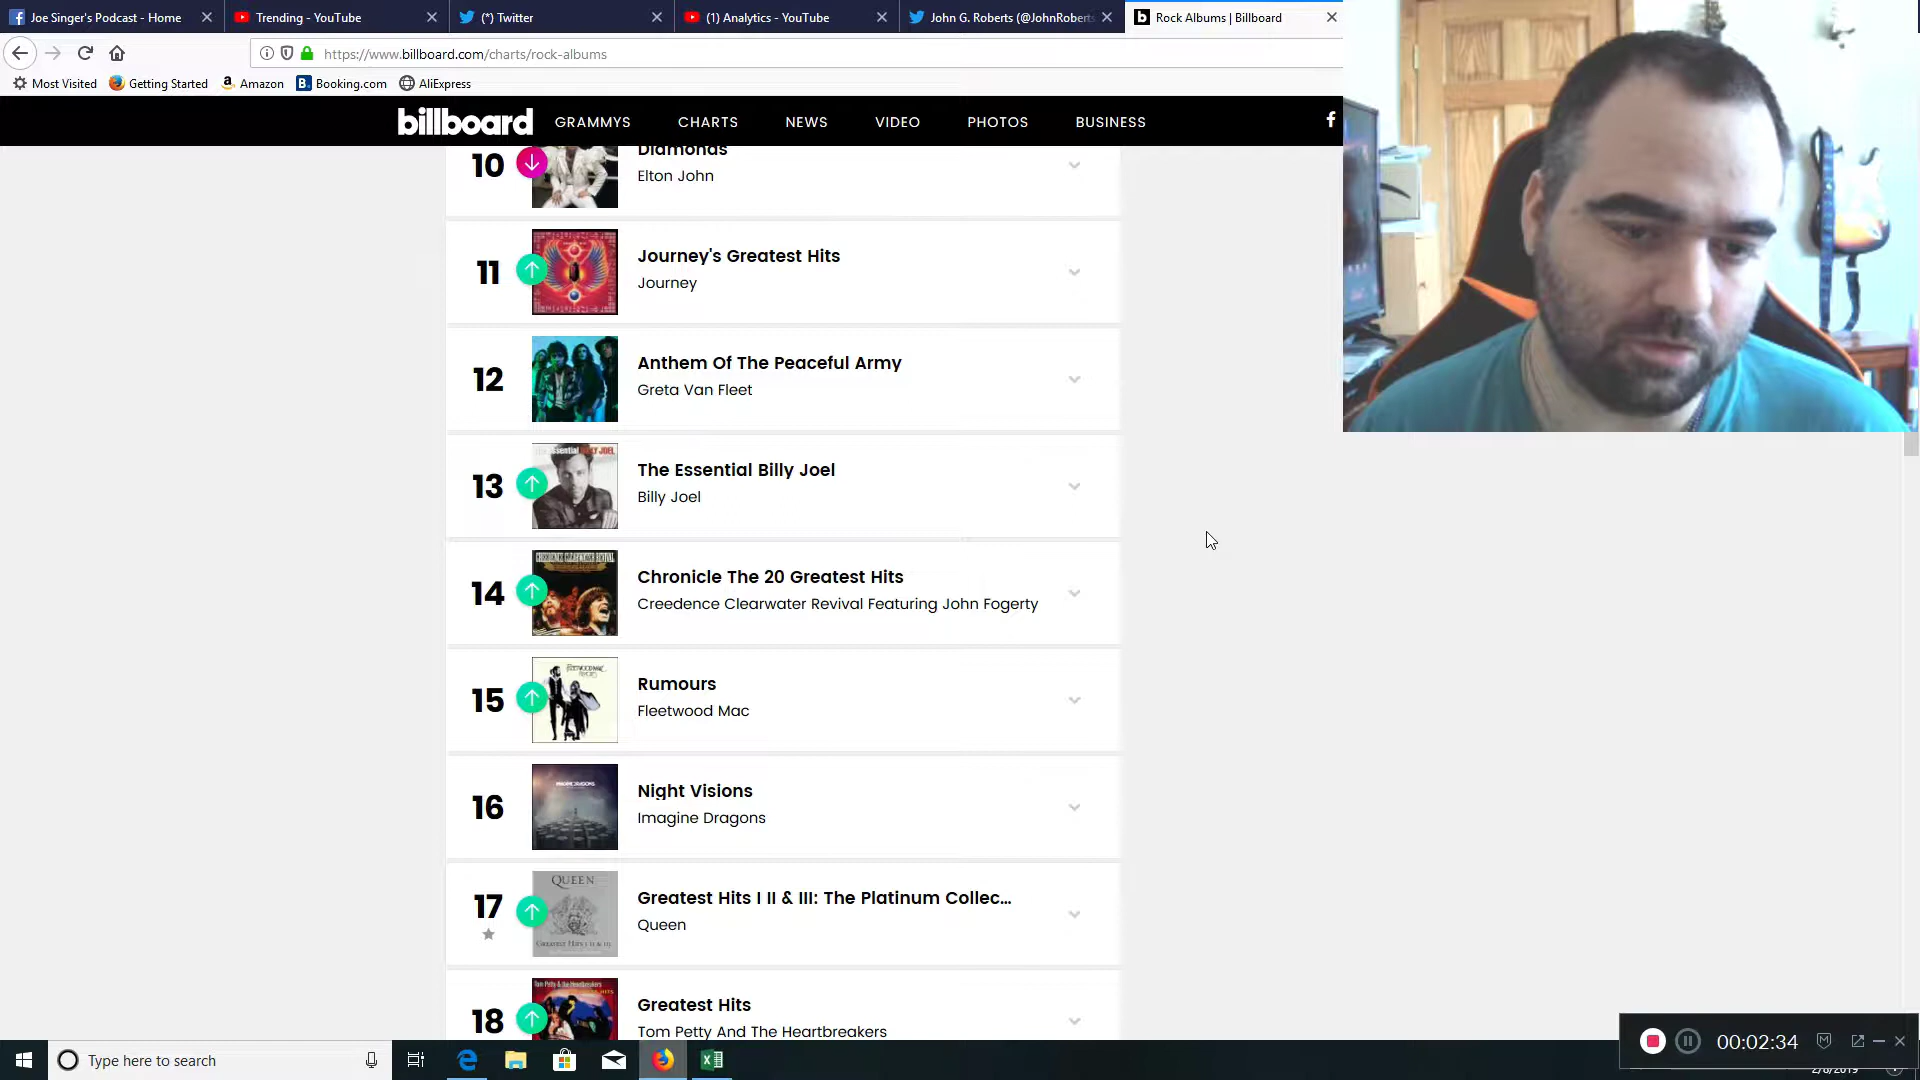 Joe Singer's Podcast - Home
Trending - YouTube
(*) Twitter
(1) Analytics - YouTube
John G. Roberts (@JohnRoberts
Rock Albums | Billboard
https://www.billboard.com/charts/rock-albums
Most Visited
Getting Started
Amazon
Booking.com
AliExpress
billboard
GRAMMYS
CHARTS
NEWS
VIDEO
PHOTOS
BUSINESS
10
Diamonds
Elton John
11
Journey's Greatest Hits
Journey
12
Anthem Of The Peaceful Army
Greta Van Fleet
13
The Essential Billy Joel
Billy Joel
14
Chronicle The 20 Greatest Hits
Creedence Clearwater Revival Featuring John Fogerty
15
Rumours
Fleetwood Mac
16
Night Visions
Imagine Dragons
17
QUEEN
Greatest Hits I II & III: The Platinum Collec...
Queen
18
Greatest Hits
Tom Petty And The Heartbreakers
Type here to search
00:02:34